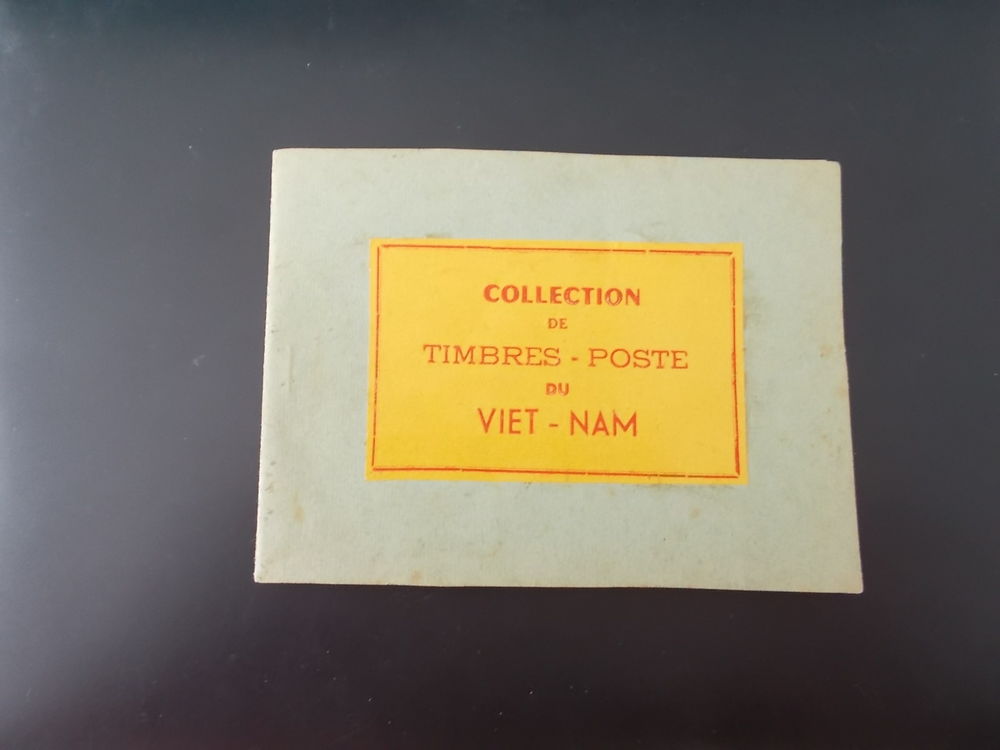 COLLECTION
DE
TIMBRES - POSTE
DU
VIET - NAM